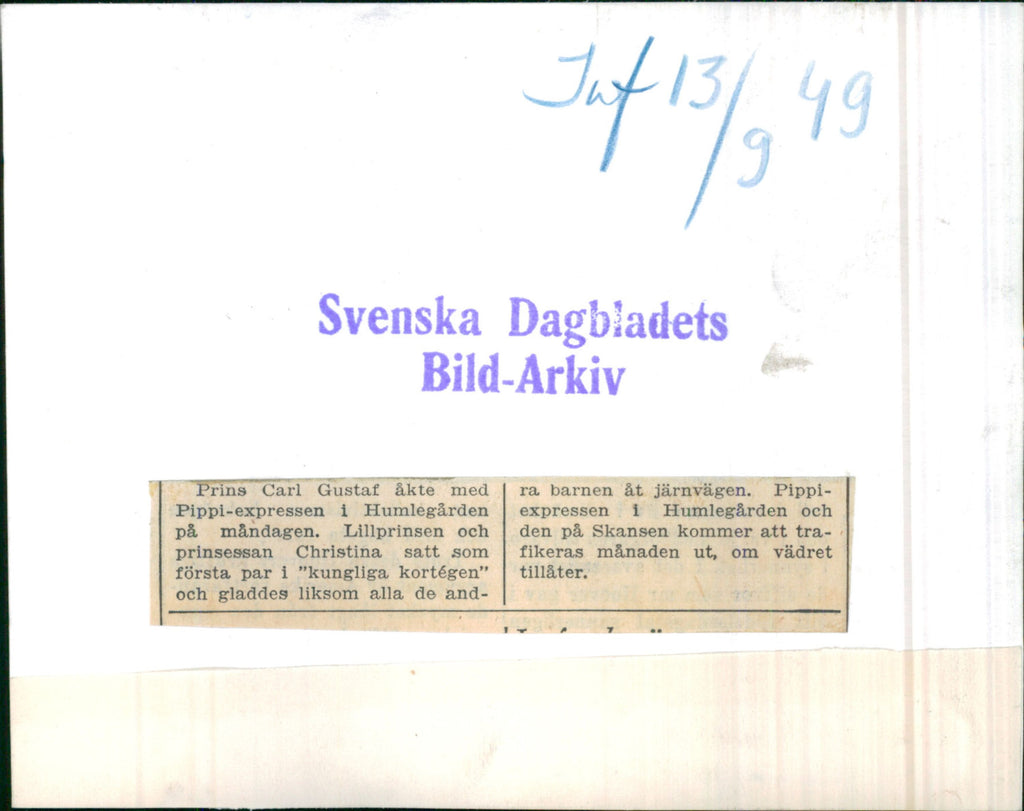 Inf 13/9 49
Svenska Dagbladets
Bild-Arkiv
Prins Carl Gustaf åkte med
Pippi-expressen i Humlegården
på måndagen. Lillprinsen och
prinsessan Christina satt som
första par i ”kungliga kortégen”
och gladdes liksom alla de and-
ra barnen åt järnvägen. Pippi-
expressen i Humlegården och
den på Skansen kommer att tra-
fikeras månaden ut, om vädret
tillåter.